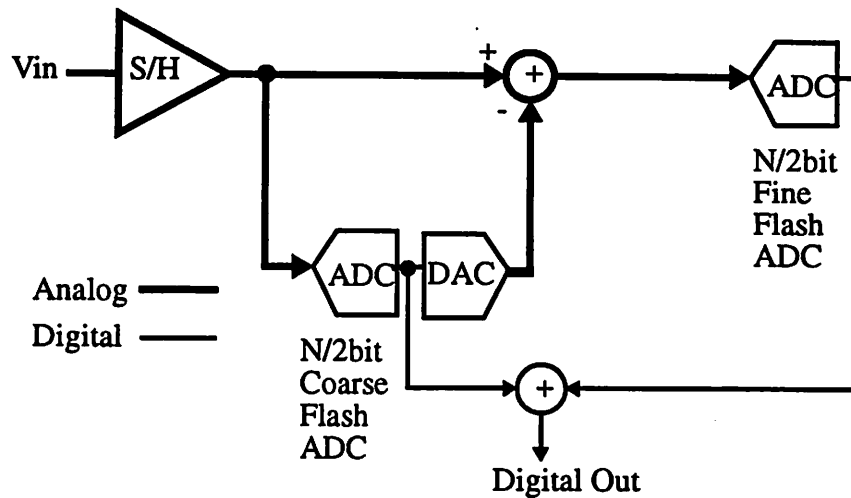 Vin
S/H
+
+
-
ADC
N/2bit
Fine
Flash
ADC
ADC
DAC
Analog
Digital
N/2bit
Coarse
Flash
ADC
+
Digital Out